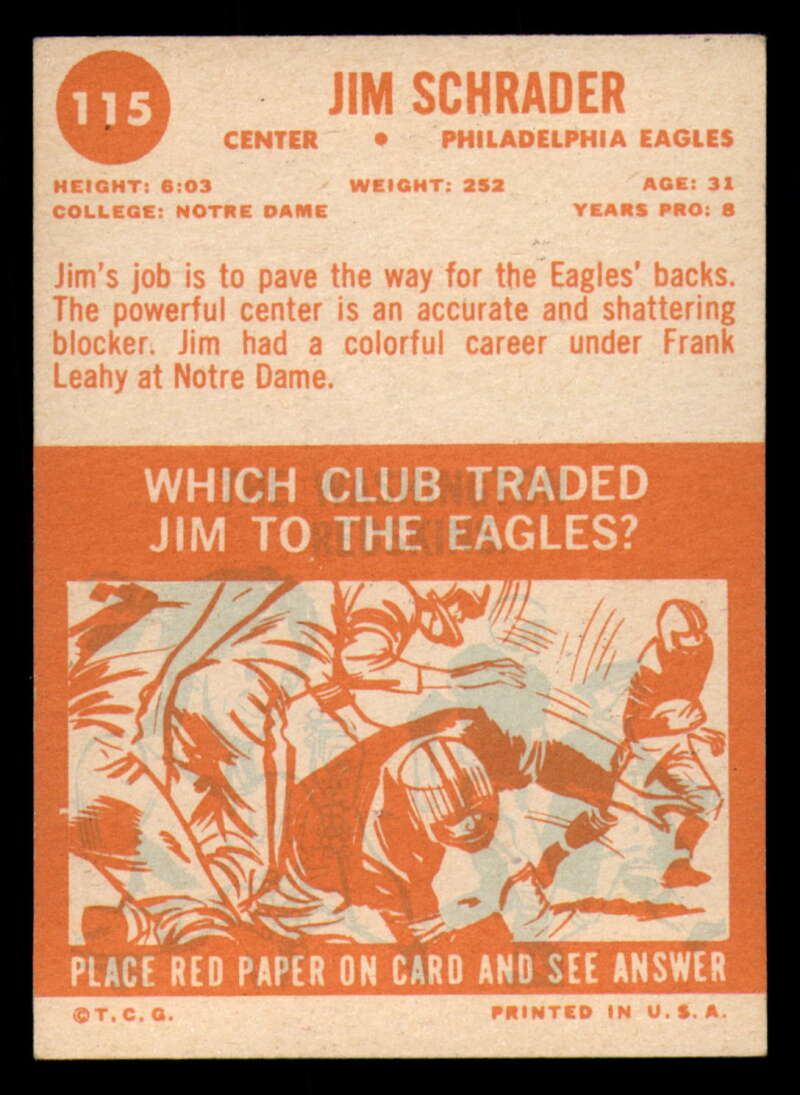 115
JIM SCHRADER
CENTER • PHILADELPHIA EAGLES
HEIGHT: 6:03 WEIGHT: 252 AGE: 31
COLLEGE: NOTRE DAME YEARS PRO: 8
Jim's job is to pave the way for the Eagles' backs.
The powerful center is an accurate and shattering
blocker. Jim had a colorful career under Frank
Leahy at Notre Dame.
WHICH CLUB TRADED
JIM TO THE EAGLES?
THE WASHINGTON
REDSKINS
PLACE RED PAPER ON CARD AND SEE ANSWER
©T.C.G. PRINTED IN U.S.A.